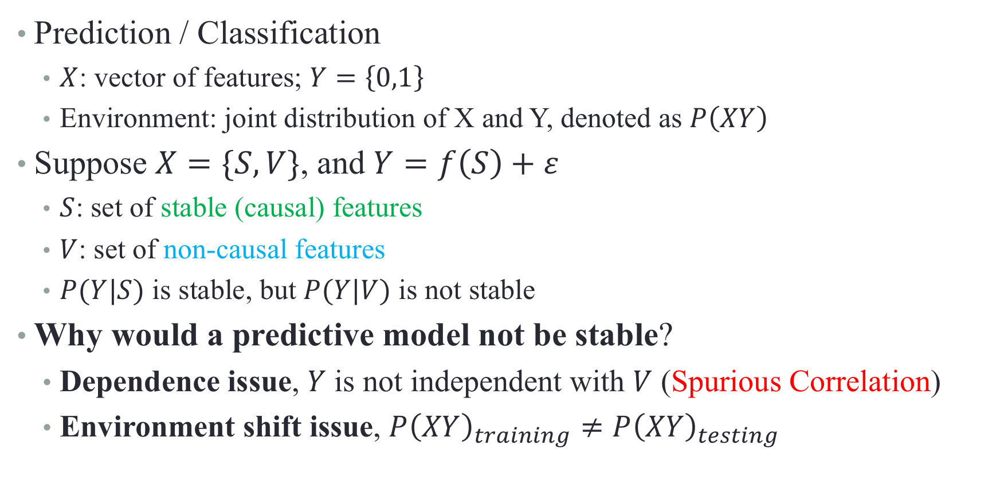 • Prediction / Classification
• X: vector of features; Y = {0,1}
• Environment: joint distribution of X and Y, denoted as P(XY)
• Suppose X = {S, V}, and Y = f(S) + ε
• S: set of stable (causal) features
• V: set of non-causal features
• P(Y|S) is stable, but P(Y|V) is not stable
• Why would a predictive model not be stable?
• Dependence issue, Y is not independent with V (Spurious Correlation)
• Environment shift issue, P(XY)training ≠ P(XY)testing